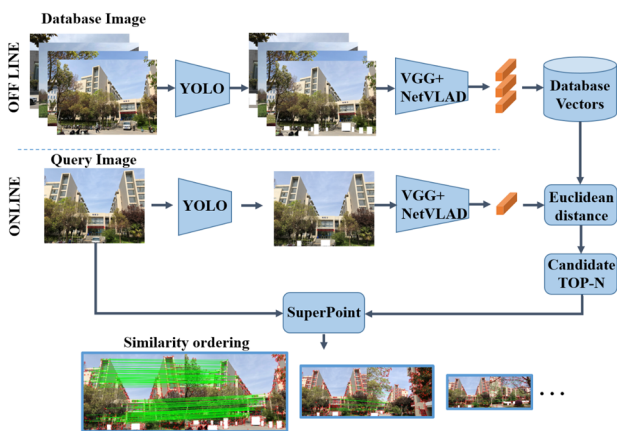 Database Image
OFF LINE
YOLO
VGG+
NetVLAD
Database
Vectors
Query Image
ONLINE
YOLO
VGG+
NetVLAD
Euclidean
distance
Candidate
TOP-N
SuperPoint
Similarity ordering
...